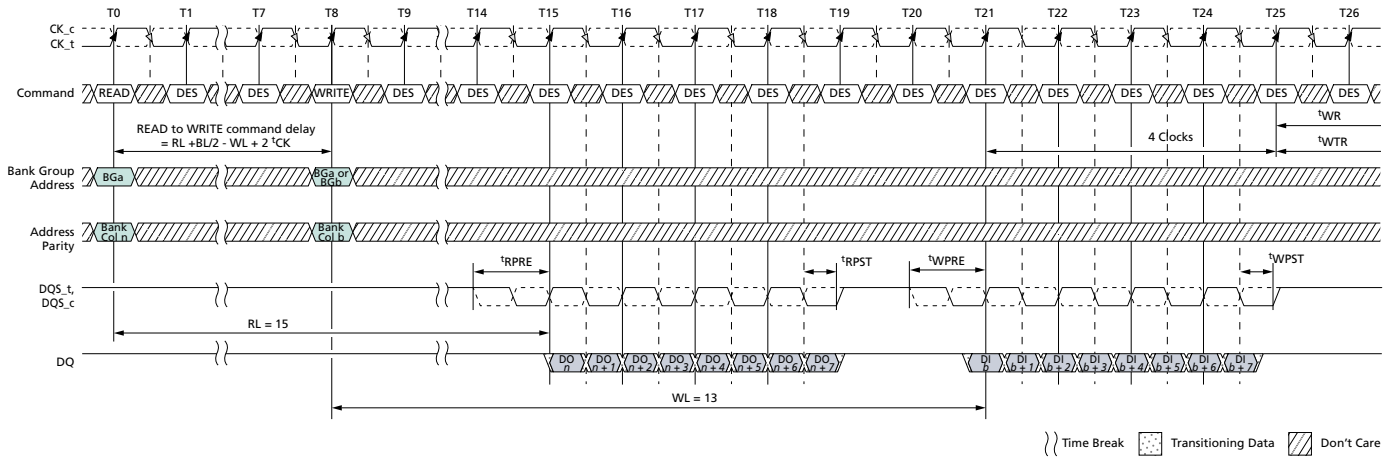 T0 T1 T7 T8 T9 T14 T15 T16 T17 T18 T19 T20 T21 T22 T23 T24 T25 T26
CK_c
CK_t
Command READ DES DES WRITE DES DES DES DES DES DES DES DES DES DES DES DES DES DES
READ to WRITE command delay
= RL +BL/2 - WL + 2 tCK
tWR
4 Clocks
tWTR
Bank Group
Address
BGa
BGa or
BGb
Address
Parity
Bank
Col n
Bank
Col b
tRPRE
tRPST
tWPRE
tWPST
DQS_t,
DQS_c
RL = 15
DQ
DO
n
DO
n + 1
DO
n + 2
DO
n + 3
DO
n + 4
DO
n + 5
DO
n + 6
DO
n + 7
DI
b
DI
b + 1
DI
b + 2
DI
b + 3
DI
b + 4
DI
b + 5
DI
b + 6
DI
b + 7
WL = 13
Time Break Transitioning Data Don't Care